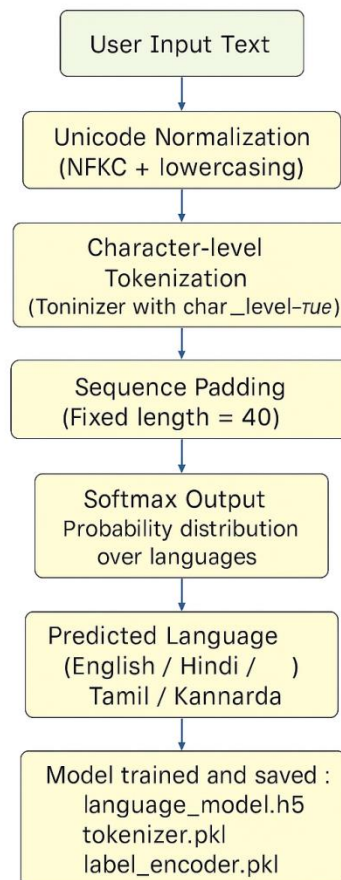 User Input Text
Unicode Normalization
(NFKC + lowercasing)
Character-level
Tokenization
(Toninizer with char_level-тue)
Sequence Padding
(Fixed length = 40)
Softmax Output
Probability distribution
over languages
Predicted Language
(English / Hindi / )
Tamil / Kannarda
Model trained and saved :
language_model.h5
tokenizer.pkl
label_encoder.pkl